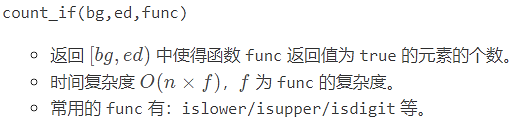 count_if(bg,ed,func)
返回 [bg, ed) 中使得函数 func 返回值为 true 的元素的个数。
时间复杂度 O(n × f)，f 为 func 的复杂度。
常用的 func 有：islower/isupper/isdigit 等。